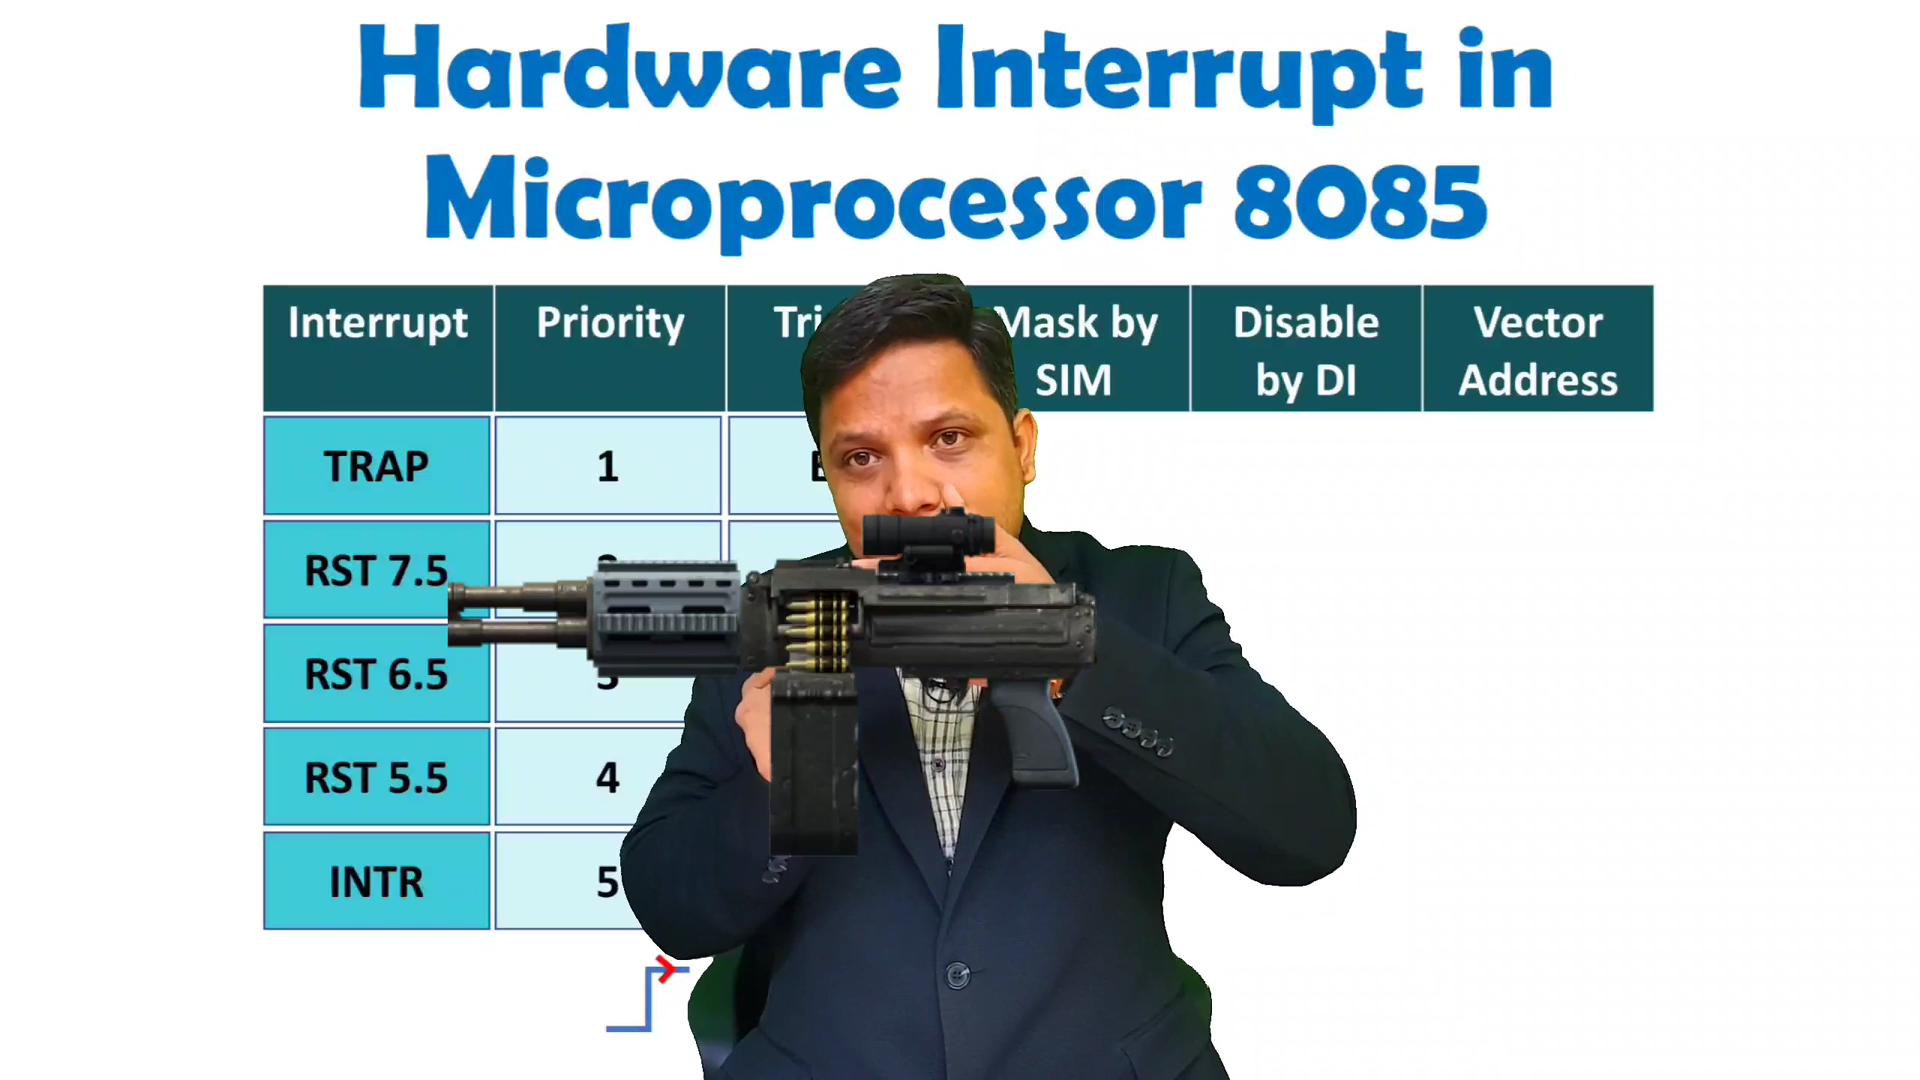 Hardware Interrupt in
Microprocessor 8085
Interrupt Priority Mask by SIM Disable by DI Vector Address
TRAP 1
RST 7.5
RST 6.5
RST 5.5 4
INTR 5